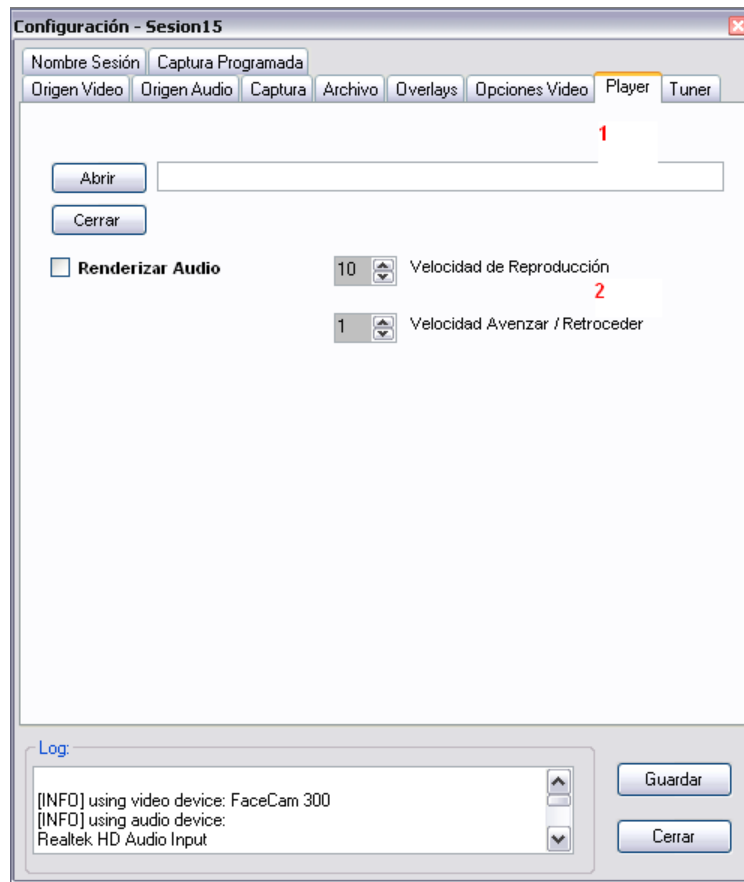 Configuración - Sesion15
Nombre Sesión Captura Programada
Origen Video Origen Audio Captura Archivo Overlays Opciones Video Player Tuner
1
Abrir
Cerrar
Renderizar Audio 10 Velocidad de Reproducción
2
1 Velocidad Avenzar / Retroceder
Log:
[INFO] using video device: FaceCam 300
[INFO] using audio device:
Realtek HD Audio Input
Guardar
Cerrar